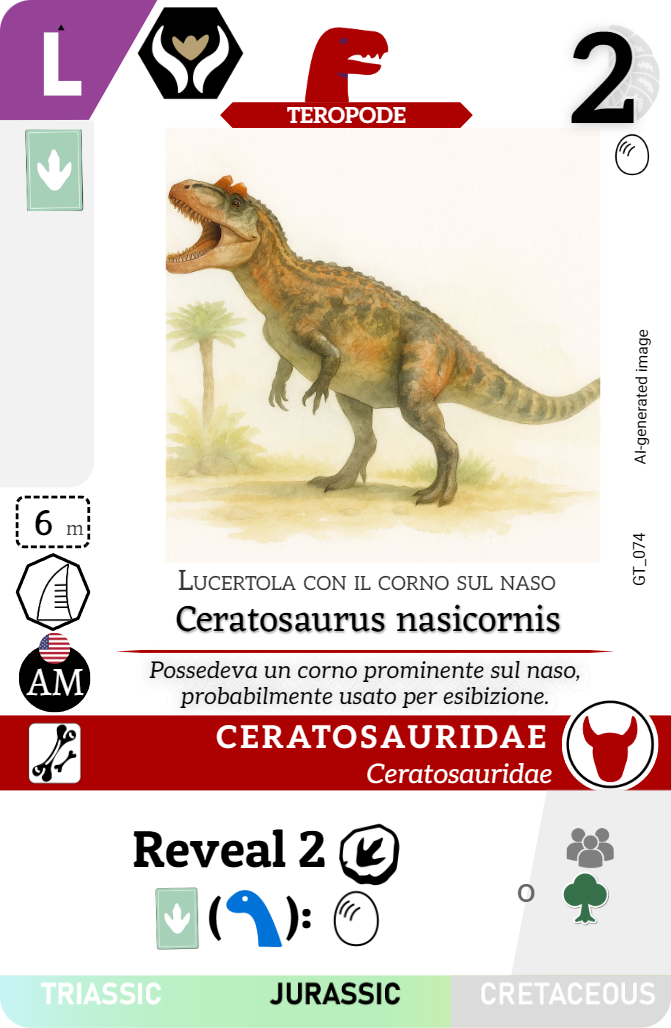 L
2
TEROPODE
AI-generated image
GT_074
6 m
AM
Lucertola con il corno sul naso
Ceratosaurus nasicornis
Possedeva un corno prominente sul naso,
probabilmente usato per esibizione.
CERATOSAURIDAE
Ceratosauridae
Reveal 2
( ):
O
TRIASSIC JURASSIC CRETACEOUS